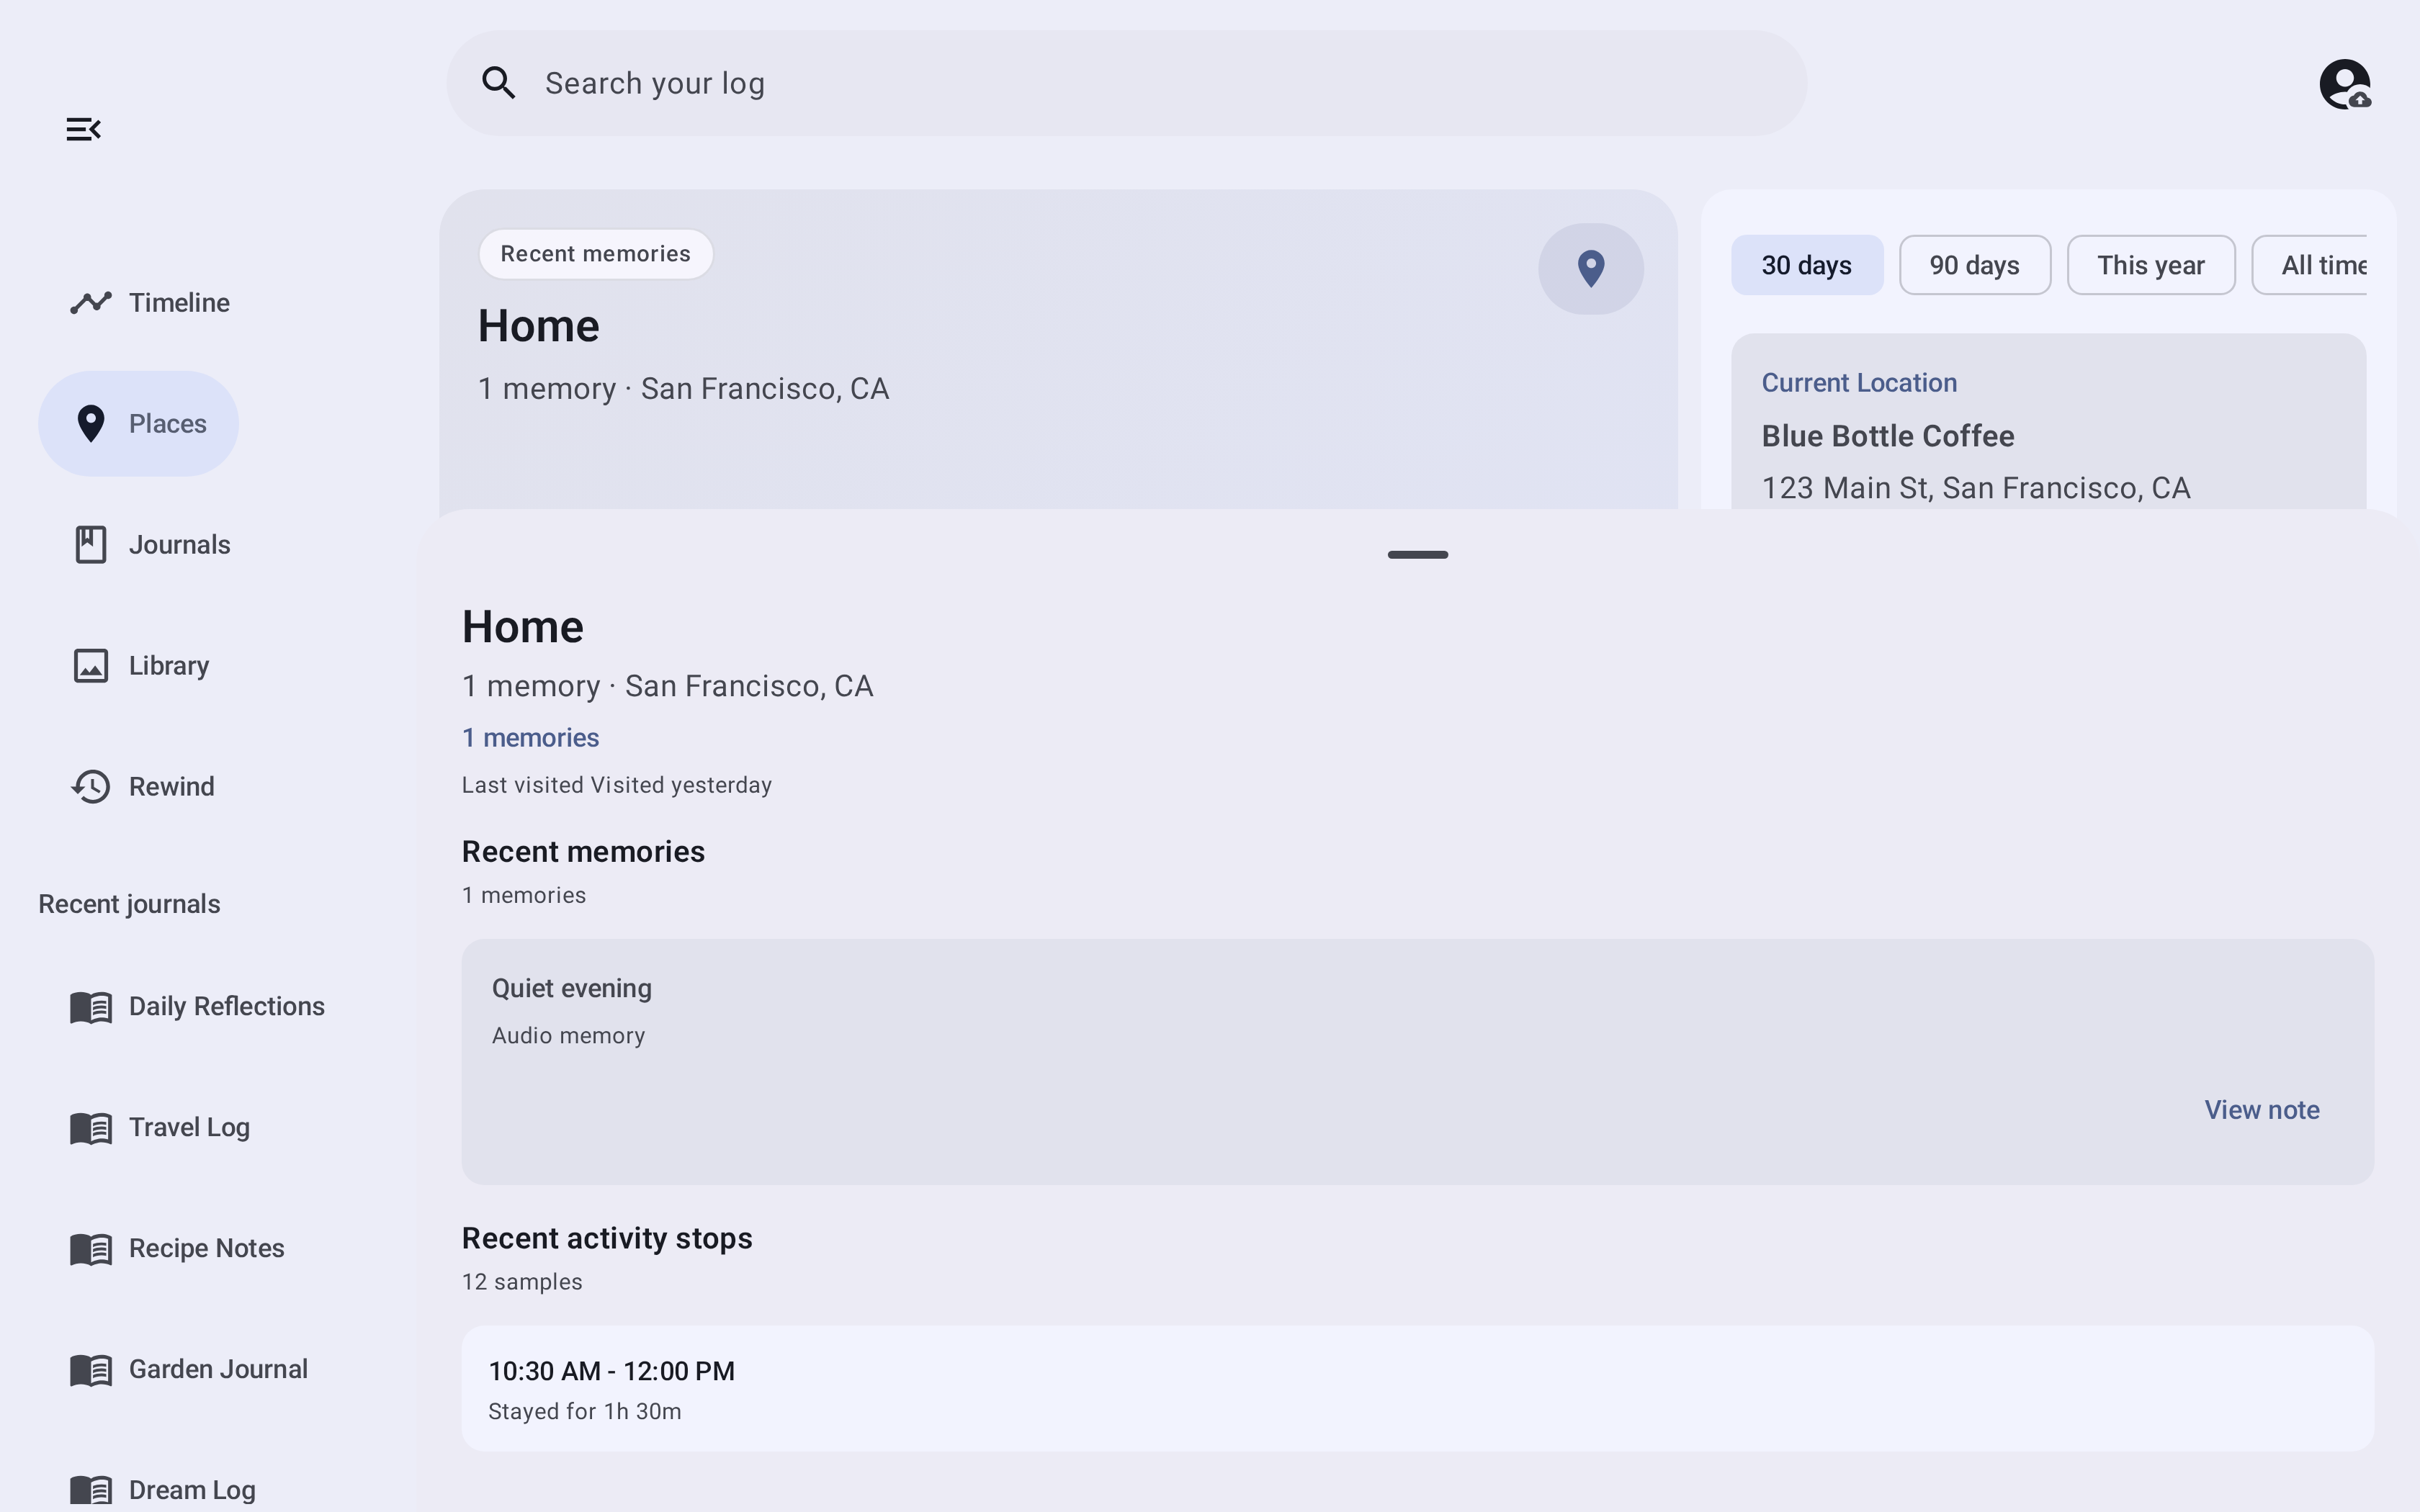 Search your log
Timeline
Places
Journals
Library
Rewind
Recent journals
Daily Reflections
Travel Log
Recipe Notes
Garden Journal
Dream Log
Recent memories
Home
1 memory · San Francisco, CA
30 days
90 days
This year
All time
Current Location
Blue Bottle Coffee
123 Main St, San Francisco, CA
Home
1 memory · San Francisco, CA
1 memories
Last visited Visited yesterday
Recent memories
1 memories
Quiet evening
Audio memory
View note
Recent activity stops
12 samples
10:30 AM - 12:00 PM
Stayed for 1h 30m